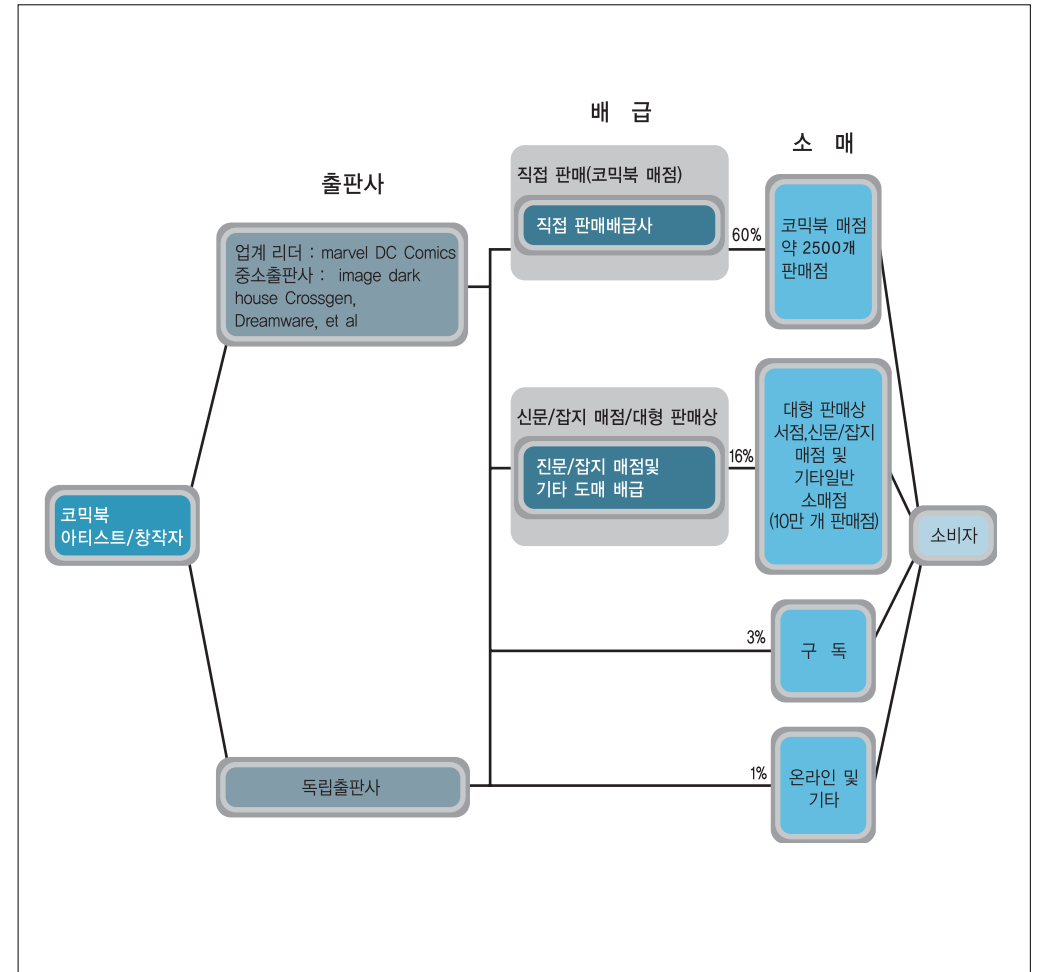 배 급
소 매
출판사
직접 판매(코믹북 매점)
직접 판매배급사
60%
코믹북 매점
약 2500개
판매점
업계 리더 : marvel DC Comics
중소출판사 : image dark
house Crossgen,
Dreamware, et al
신문/잡지 매점/대형 판매상
진문/잡지 매점및
기타 도매 배급
16%
대형 판매상
서점,신문/잡지
매점 및
기타일반
소매점
(10만 개 판매점)
코믹북
아티스트/창작자
소비자
3%
구 독
독립출판사
1%
온라인 및
기타